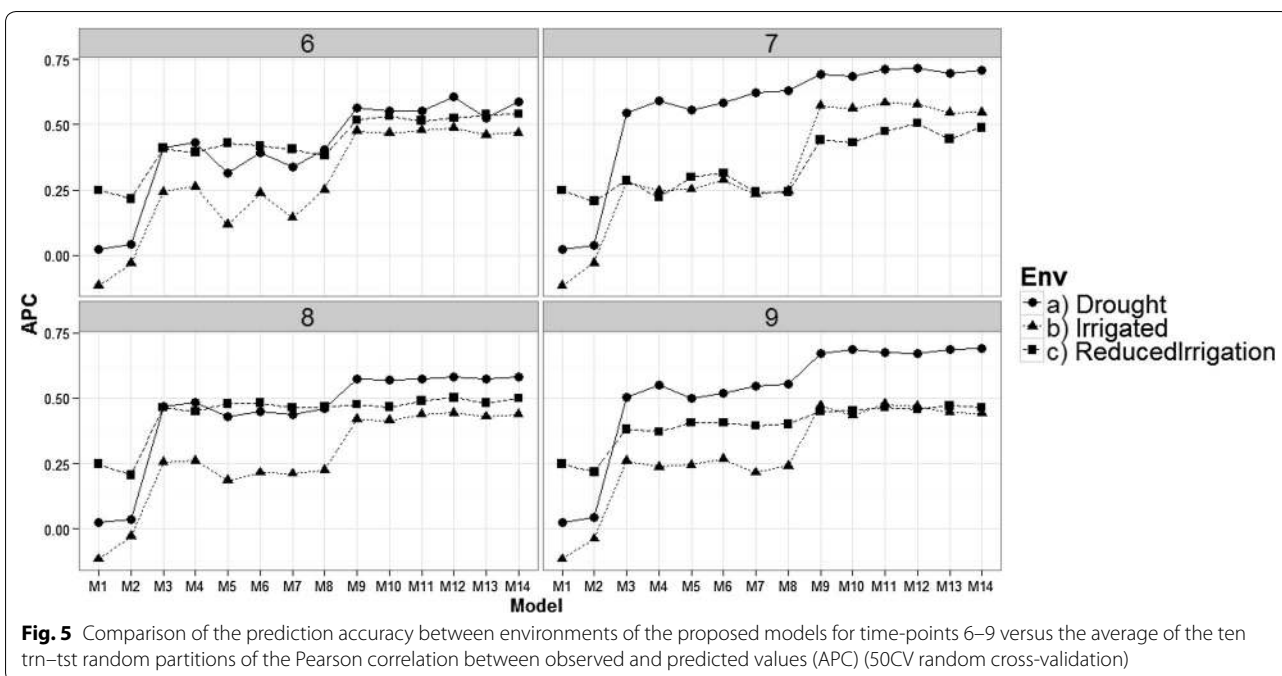 6
7
0.75
0.50
0.25
0.00
8
9
0.75
0.50
0.25
0.00
APC
M1 M2 M3 M4 M5 M6 M7 M8 M9 M10 M11 M12 M13 M14
M1 M2 M3 M4 M5 M6 M7 M8 M9 M10 M11 M12 M13 M14
Model
Env
a) Drought
b) Irrigated
c) ReducedIrrigation
Fig. 5 Comparison of the prediction accuracy between environments of the proposed models for time-points 6–9 versus the average of the ten
trn–tst random partitions of the Pearson correlation between observed and predicted values (APC) (50CV random cross-validation)